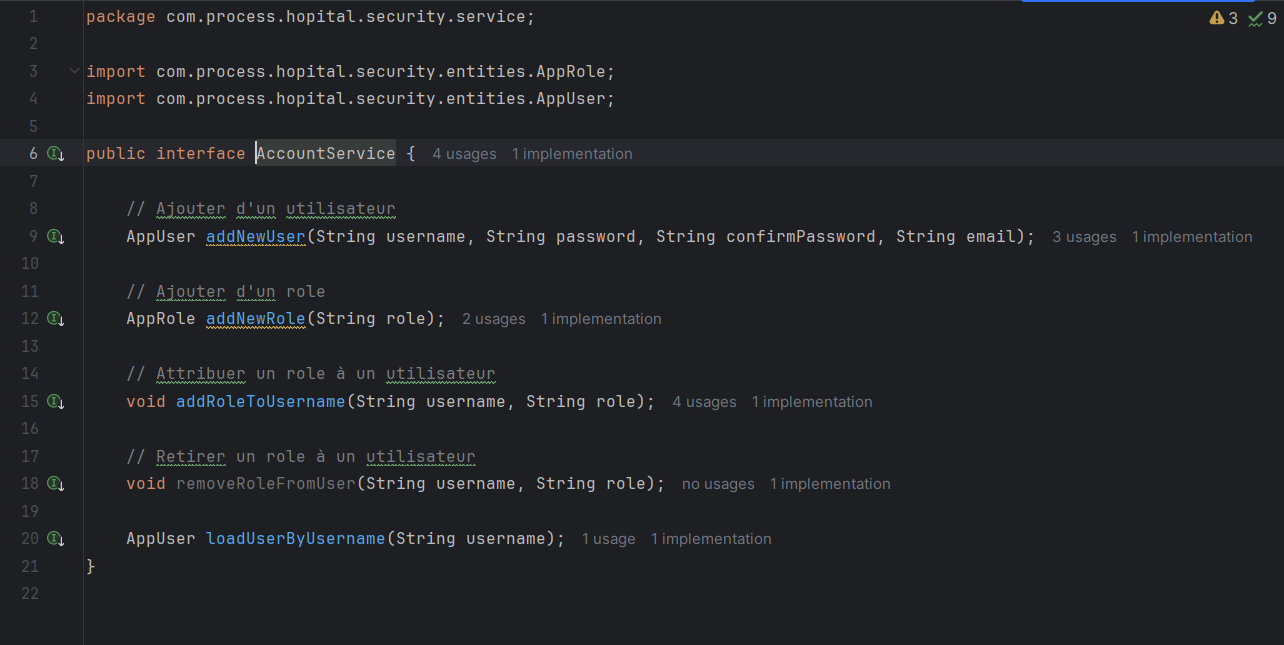 1 package com.process.hopital.security.service; 3 9
2
3 import com.process.hopital.security.entities.AppRole;
4 import com.process.hopital.security.entities.AppUser;
5
6 public interface AccountService { 4 usages 1 implementation
7
8 // Ajouter d'un utilisateur
9 AppUser addNewUser(String username, String password, String confirmPassword, String email); 3 usages 1 implementation
10
11 // Ajouter d'un role
12 AppRole addNewRole(String role); 2 usages 1 implementation
13
14 // Attribuer un role à un utilisateur
15 void addRoleToUsername(String username, String role); 4 usages 1 implementation
16
17 // Retirer un role à un utilisateur
18 void removeRoleFromUser(String username, String role); no usages 1 implementation
19
20 AppUser loadUserByUsername(String username); 1 usage 1 implementation
21 }
22